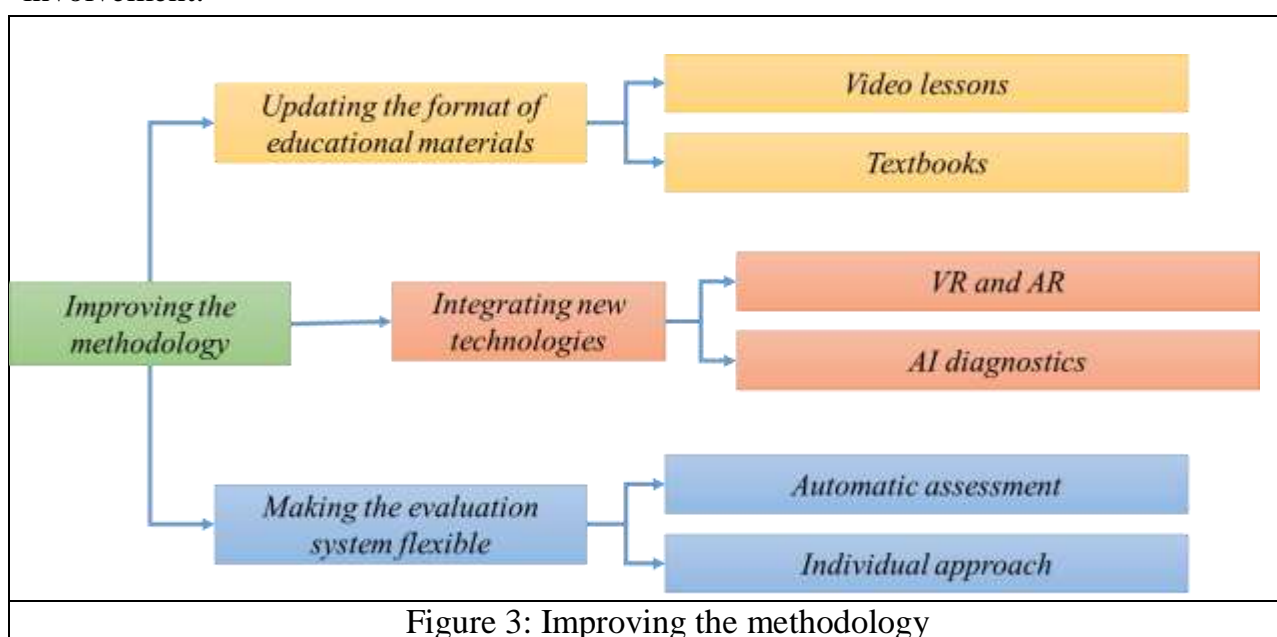 involvement.
Updating the format of
educational materials
Video lessons
Textbooks
Improving the
methodology
Integrating new
technologies
VR and AR
AI diagnostics
Making the evaluation
system flexible
Automatic assessment
Individual approach
Figure 3: Improving the methodology